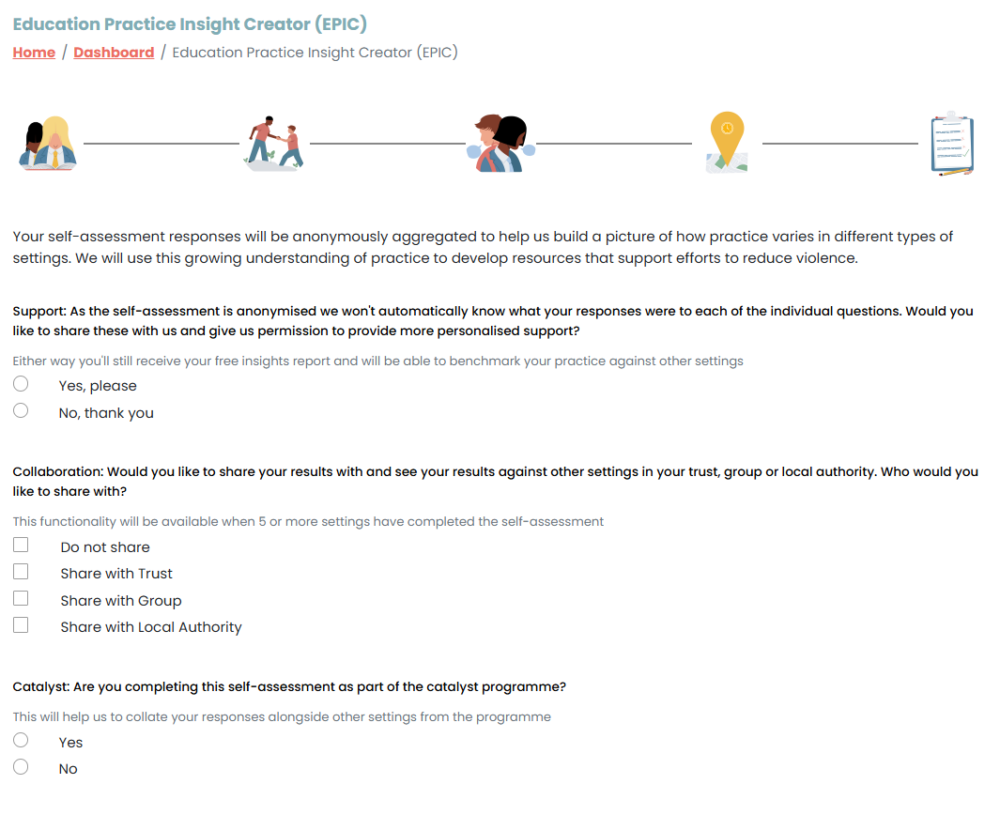 Education Practice Insight Creator (EPIC)
Home / Dashboard / Education Practice Insight Creator (EPIC)
Your self-assessment responses will be anonymously aggregated to help us build a picture of how practice varies in different types of
settings. We will use this growing understanding of practice to develop resources that support efforts to reduce violence.
Support: As the self-assessment is anonymised we won't automatically know what your responses were to each of the individual questions. Would you
like to share these with us and give us permission to provide more personalised support?
Either way you'll still receive your free insights report and will be able to benchmark your practice against other settings
Yes, please
No, thank you
Collaboration: Would you like to share your results with and see your results against other settings in your trust, group or local authority. Who would you
like to share with?
This functionality will be available when 5 or more settings have completed the self-assessment
Do not share
Share with Trust
Share with Group
Share with Local Authority
Catalyst: Are you completing this self-assessment as part of the catalyst programme?
This will help us to collate your responses alongside other settings from the programme
Yes
No